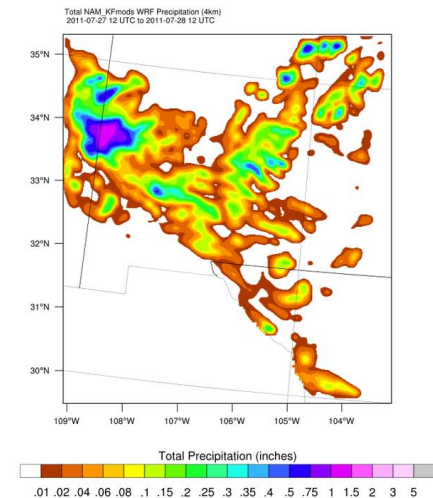 Total NAM_KFmods WRF Precipitation (4km)
2011-07-27 12 UTC to 2011-07-28 12 UTC
35°N
34°N
33°N
32°N
31°N
30°N
109°W 108°W 107°W 106°W 105°W 104°W
Total Precipitation (inches)
.01 .02 .04 .06 .08 .1 .15 .2 .25 .3 .35 .4 .5 .75 1 1.5 2 3 5